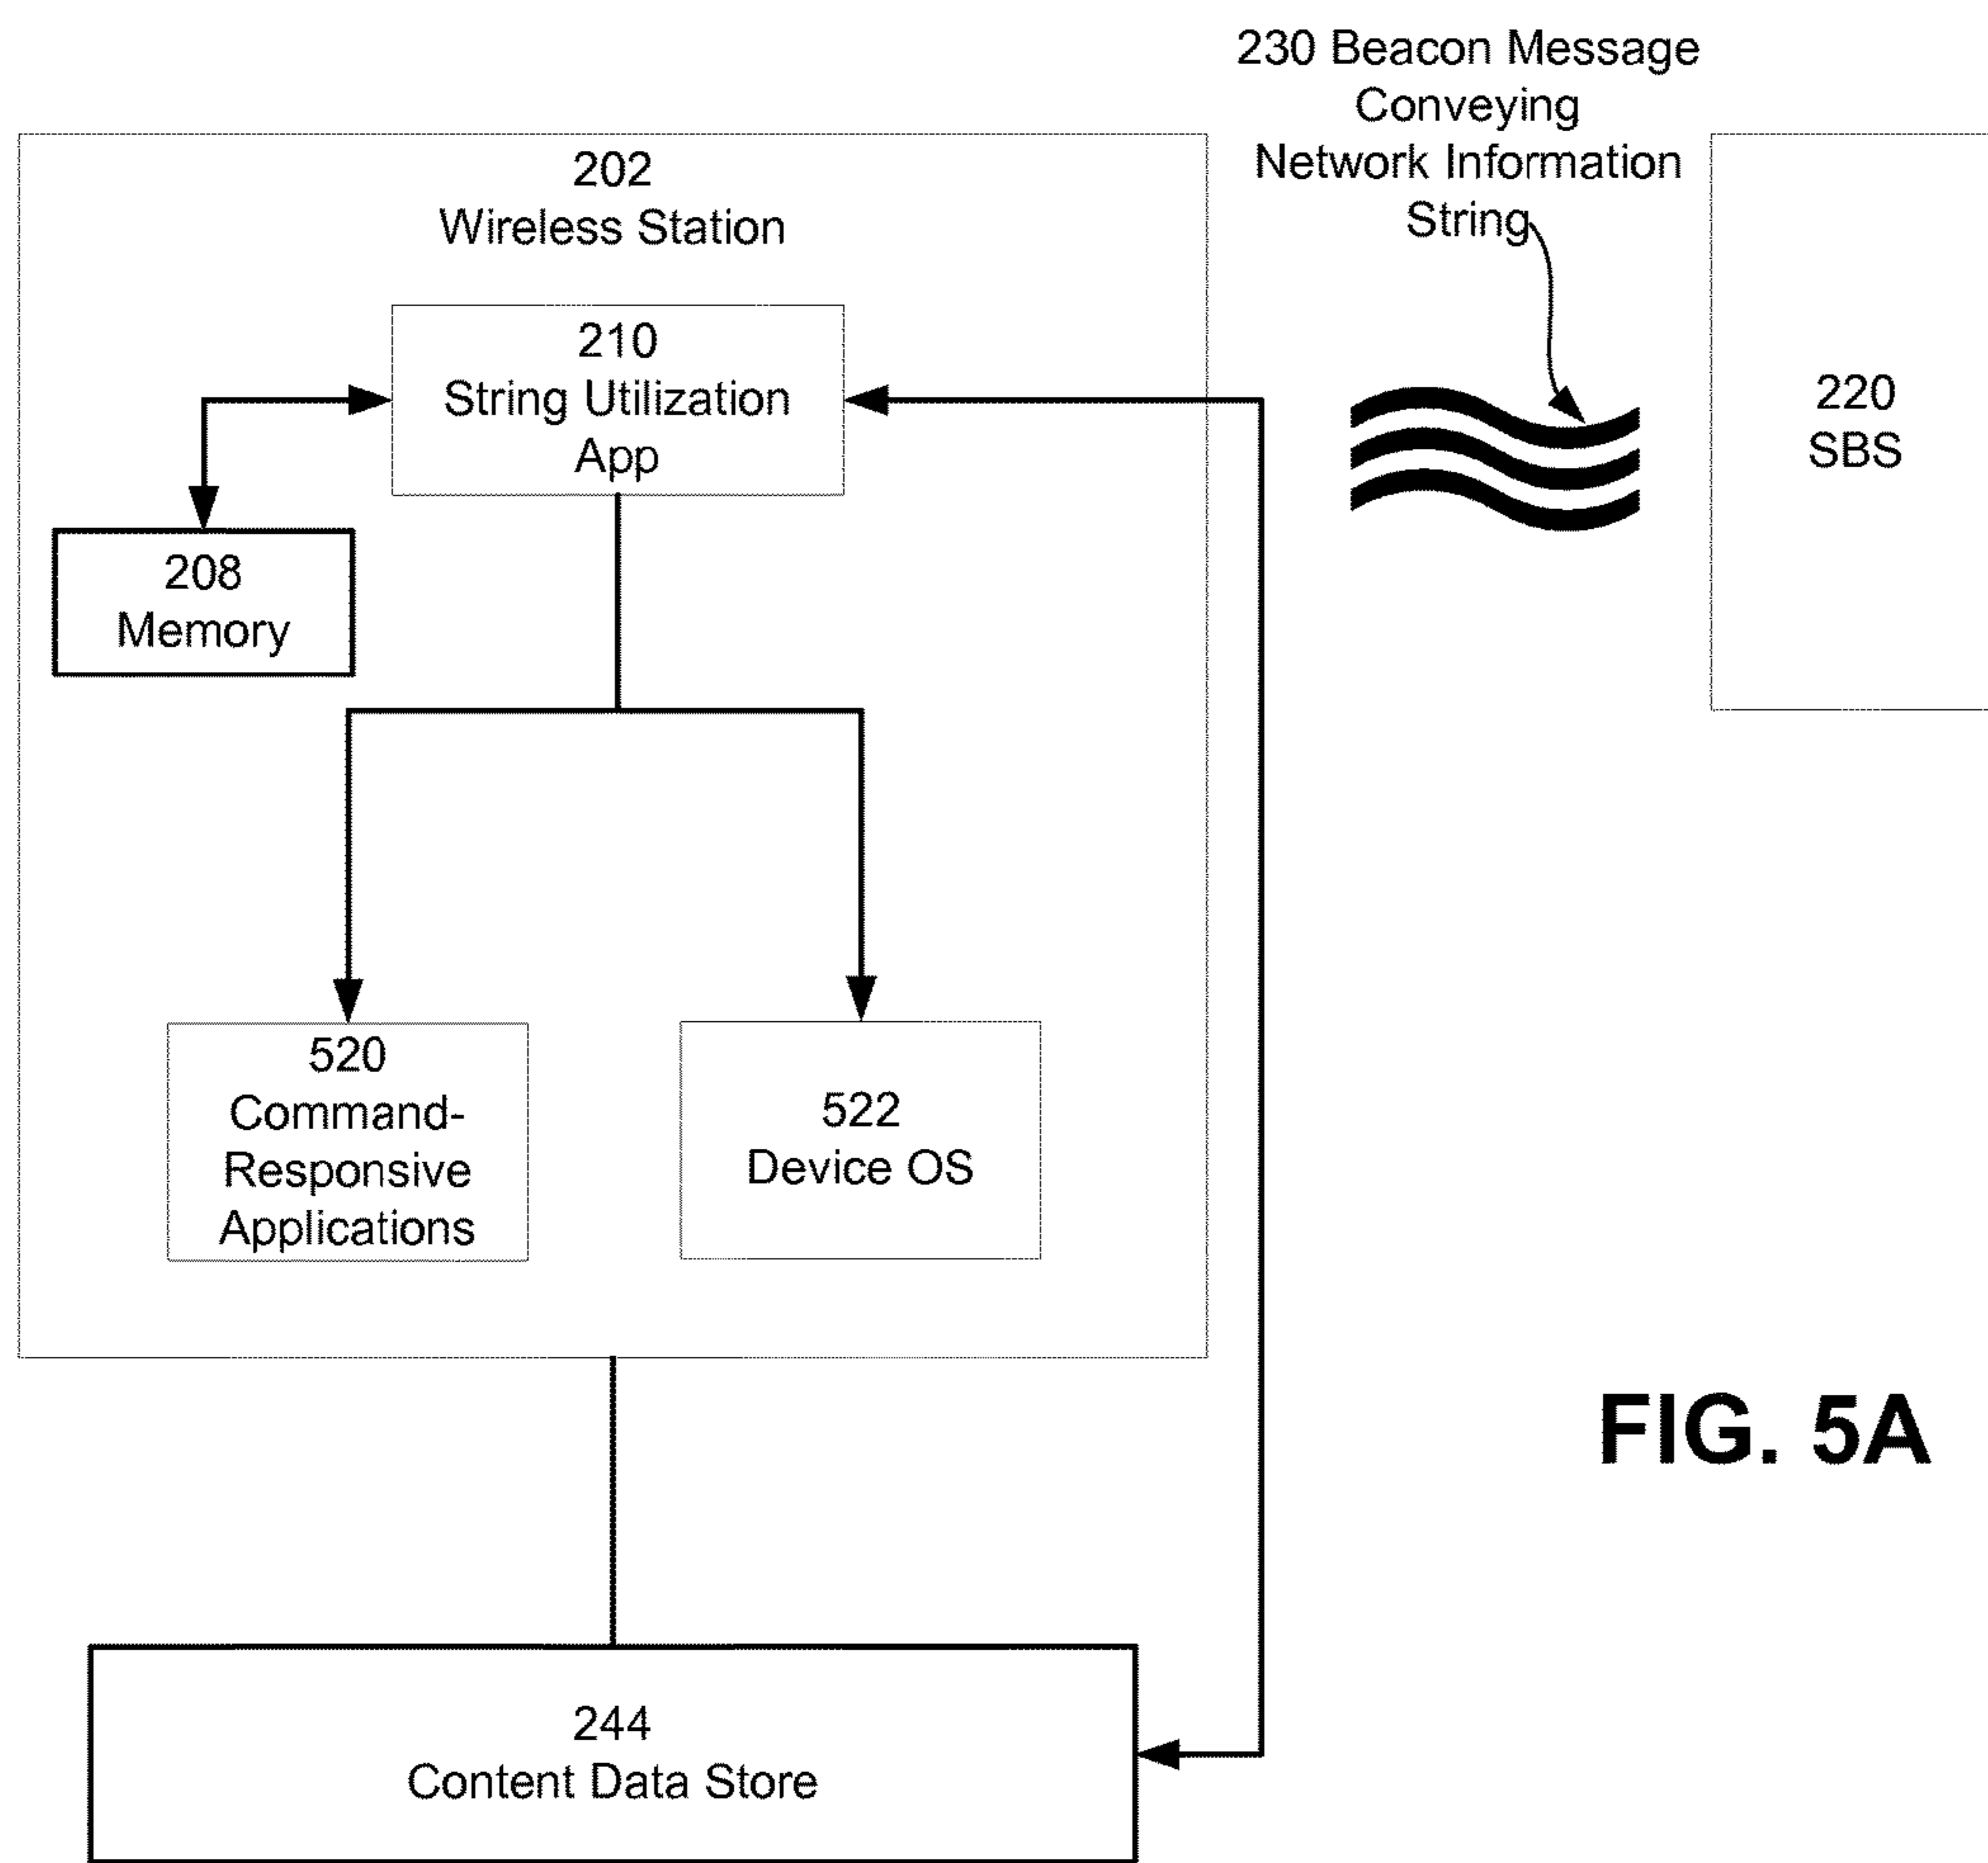 230 Beacon Message
Conveying
Network Information
String
202
Wireless Station
210
String Utilization
App
220
SBS
208
Memory
520
Command-
Responsive
Applications
522
Device OS
FIG. 5A
244
Content Data Store